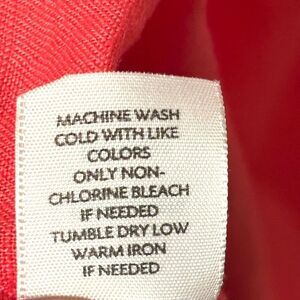 MACHINE WASH
COLD WITH LIKE
COLORS
ONLY NON-
CHLORINE BLEACH
IF NEEDED
TUMBLE DRY LOW
WARM IRON
IF NEEDED